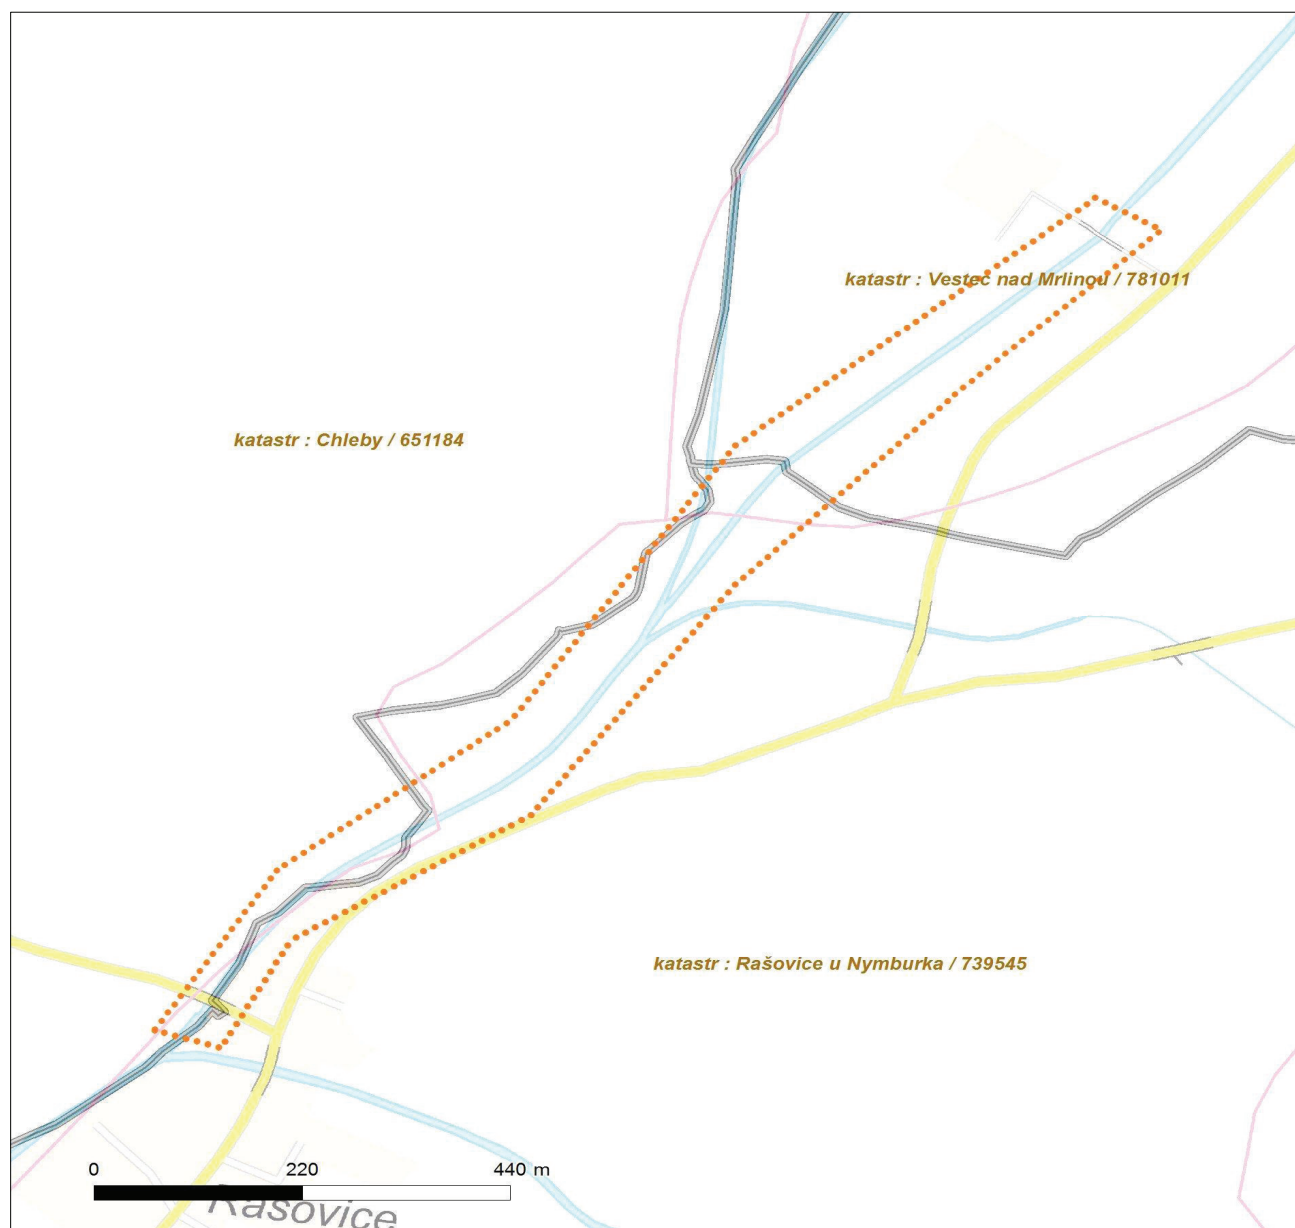 katastr : Vestec nad Mrlinou / 781011
katastr : Chleby / 651184
katastr : Rašovice u Nymburka / 739545
0 220 440 m
Rašovice